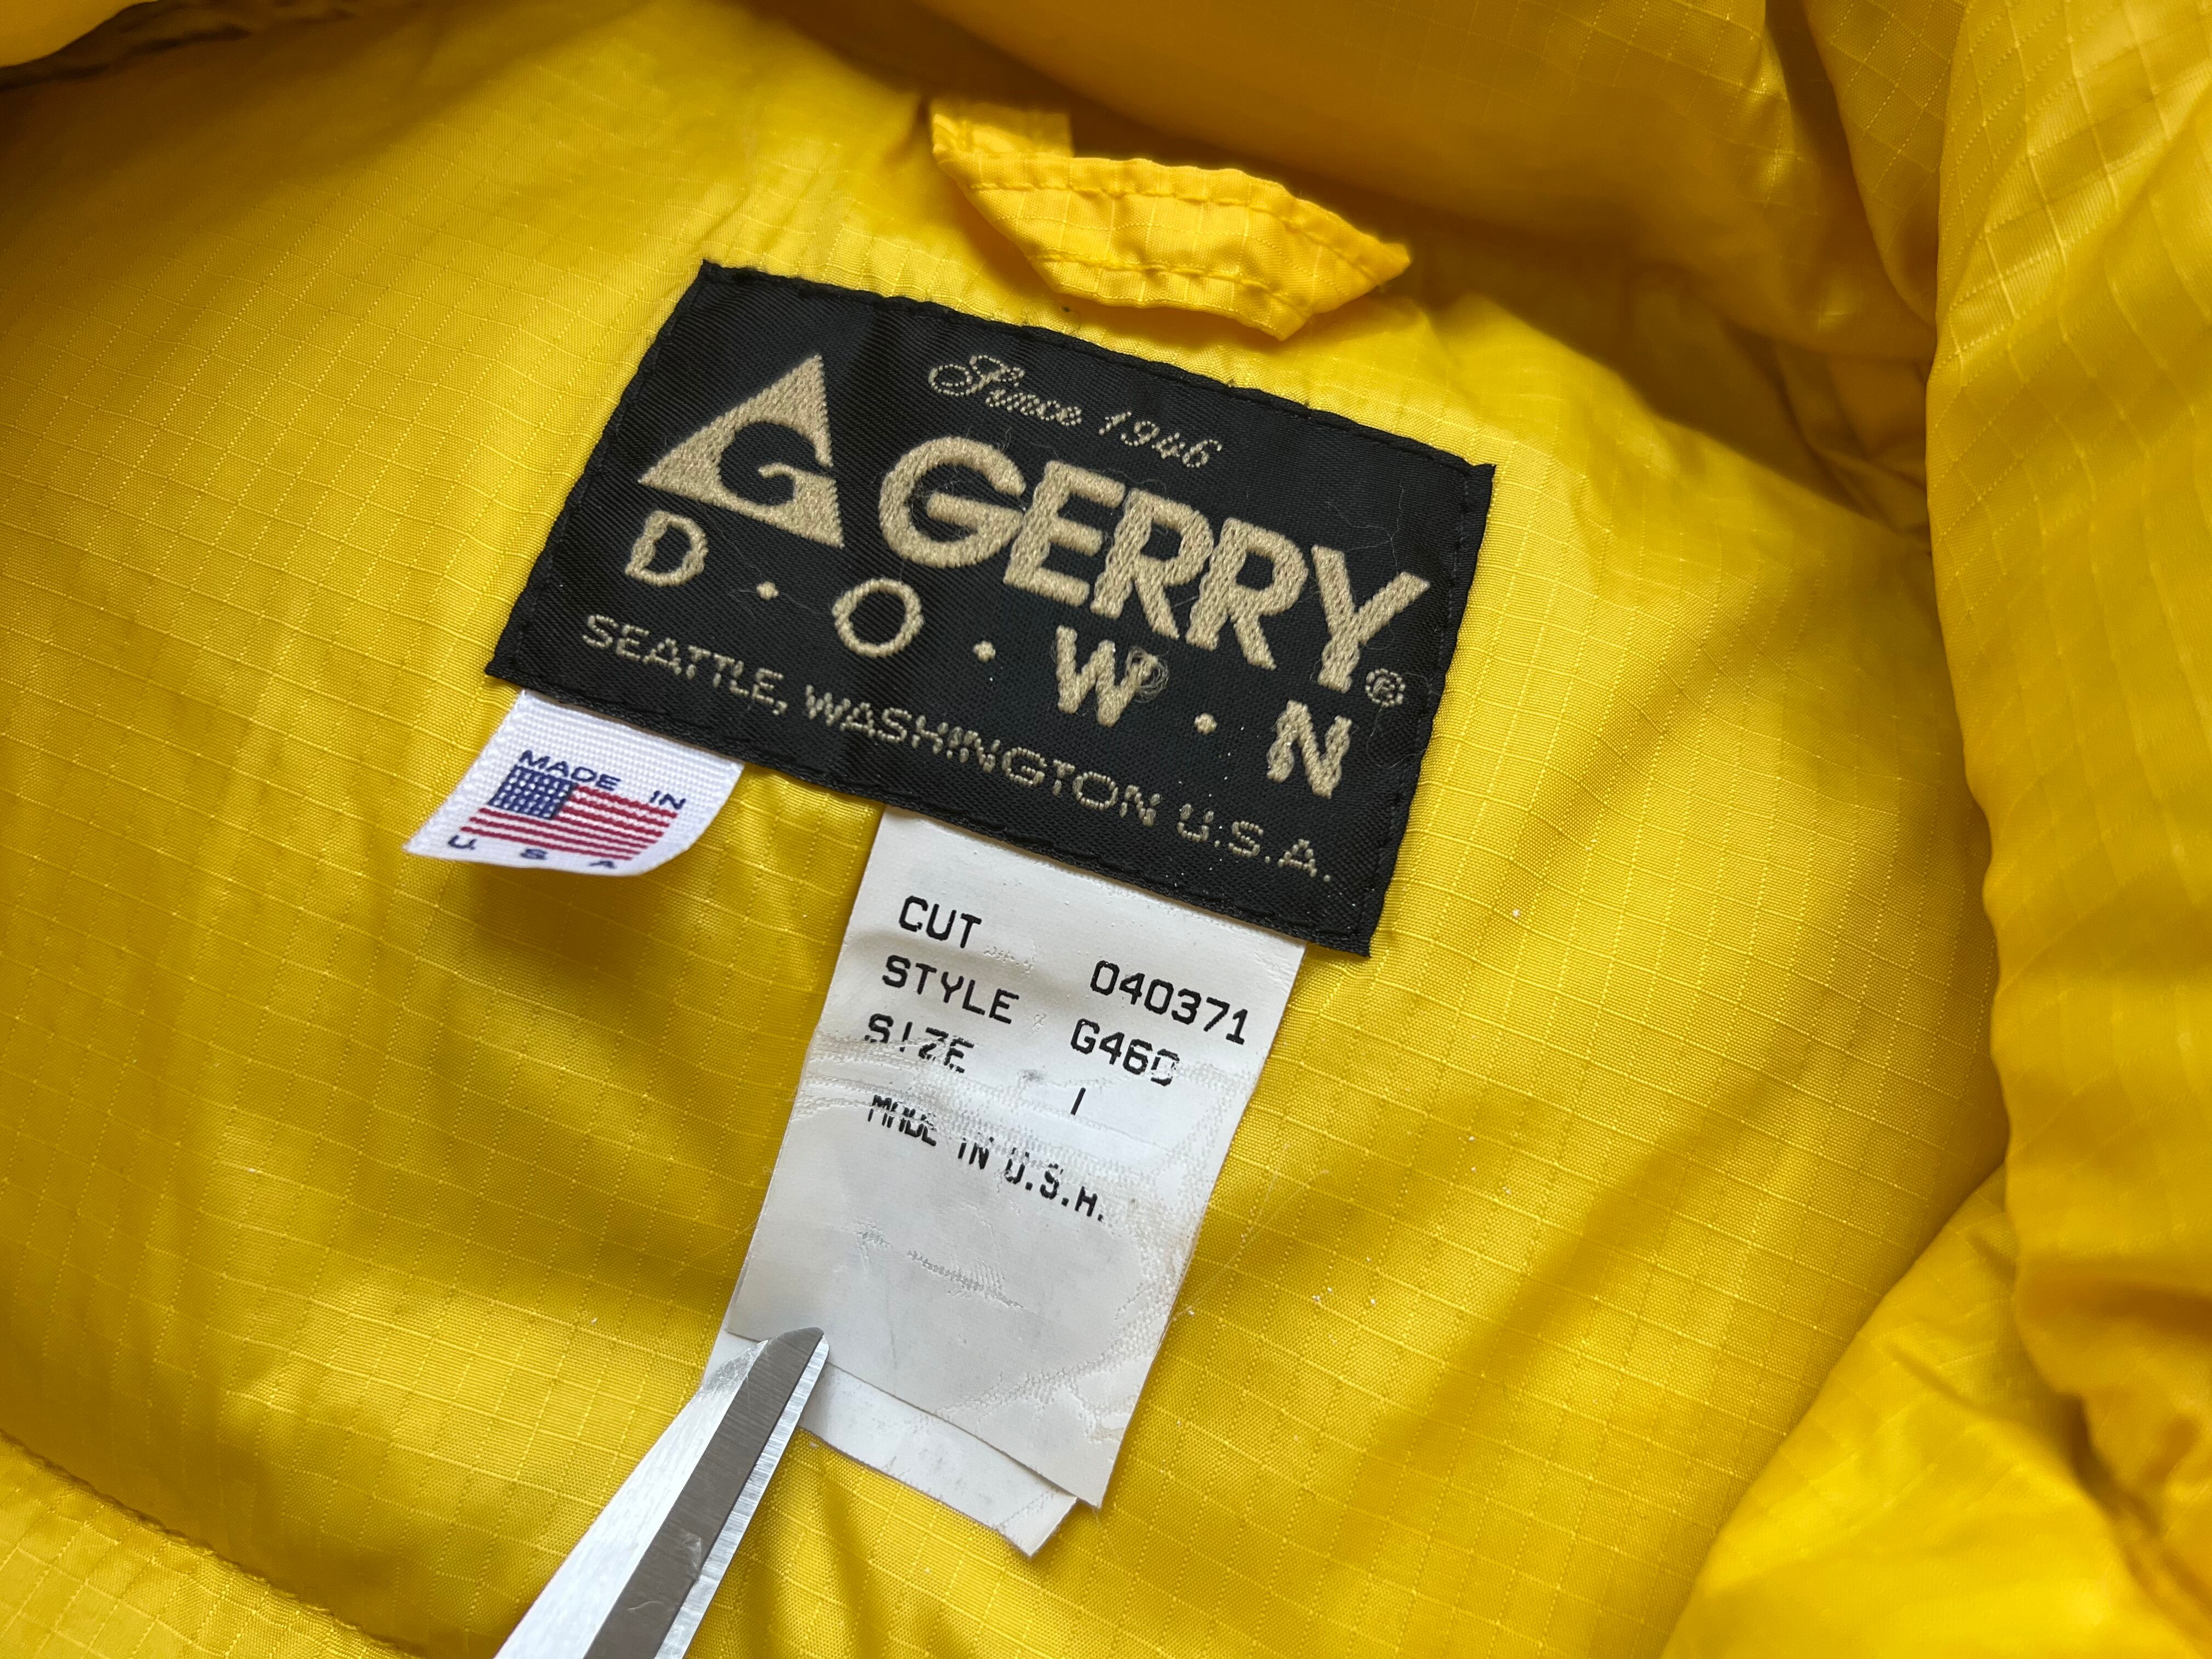 Since 1946
G GERRY®
D·O·W·N
SEATTLE, WASHINGTON U.S.A.
MADE IN
U S A
CUT 040371
STYLE G460
SIZE
MADE IN U.S.A.